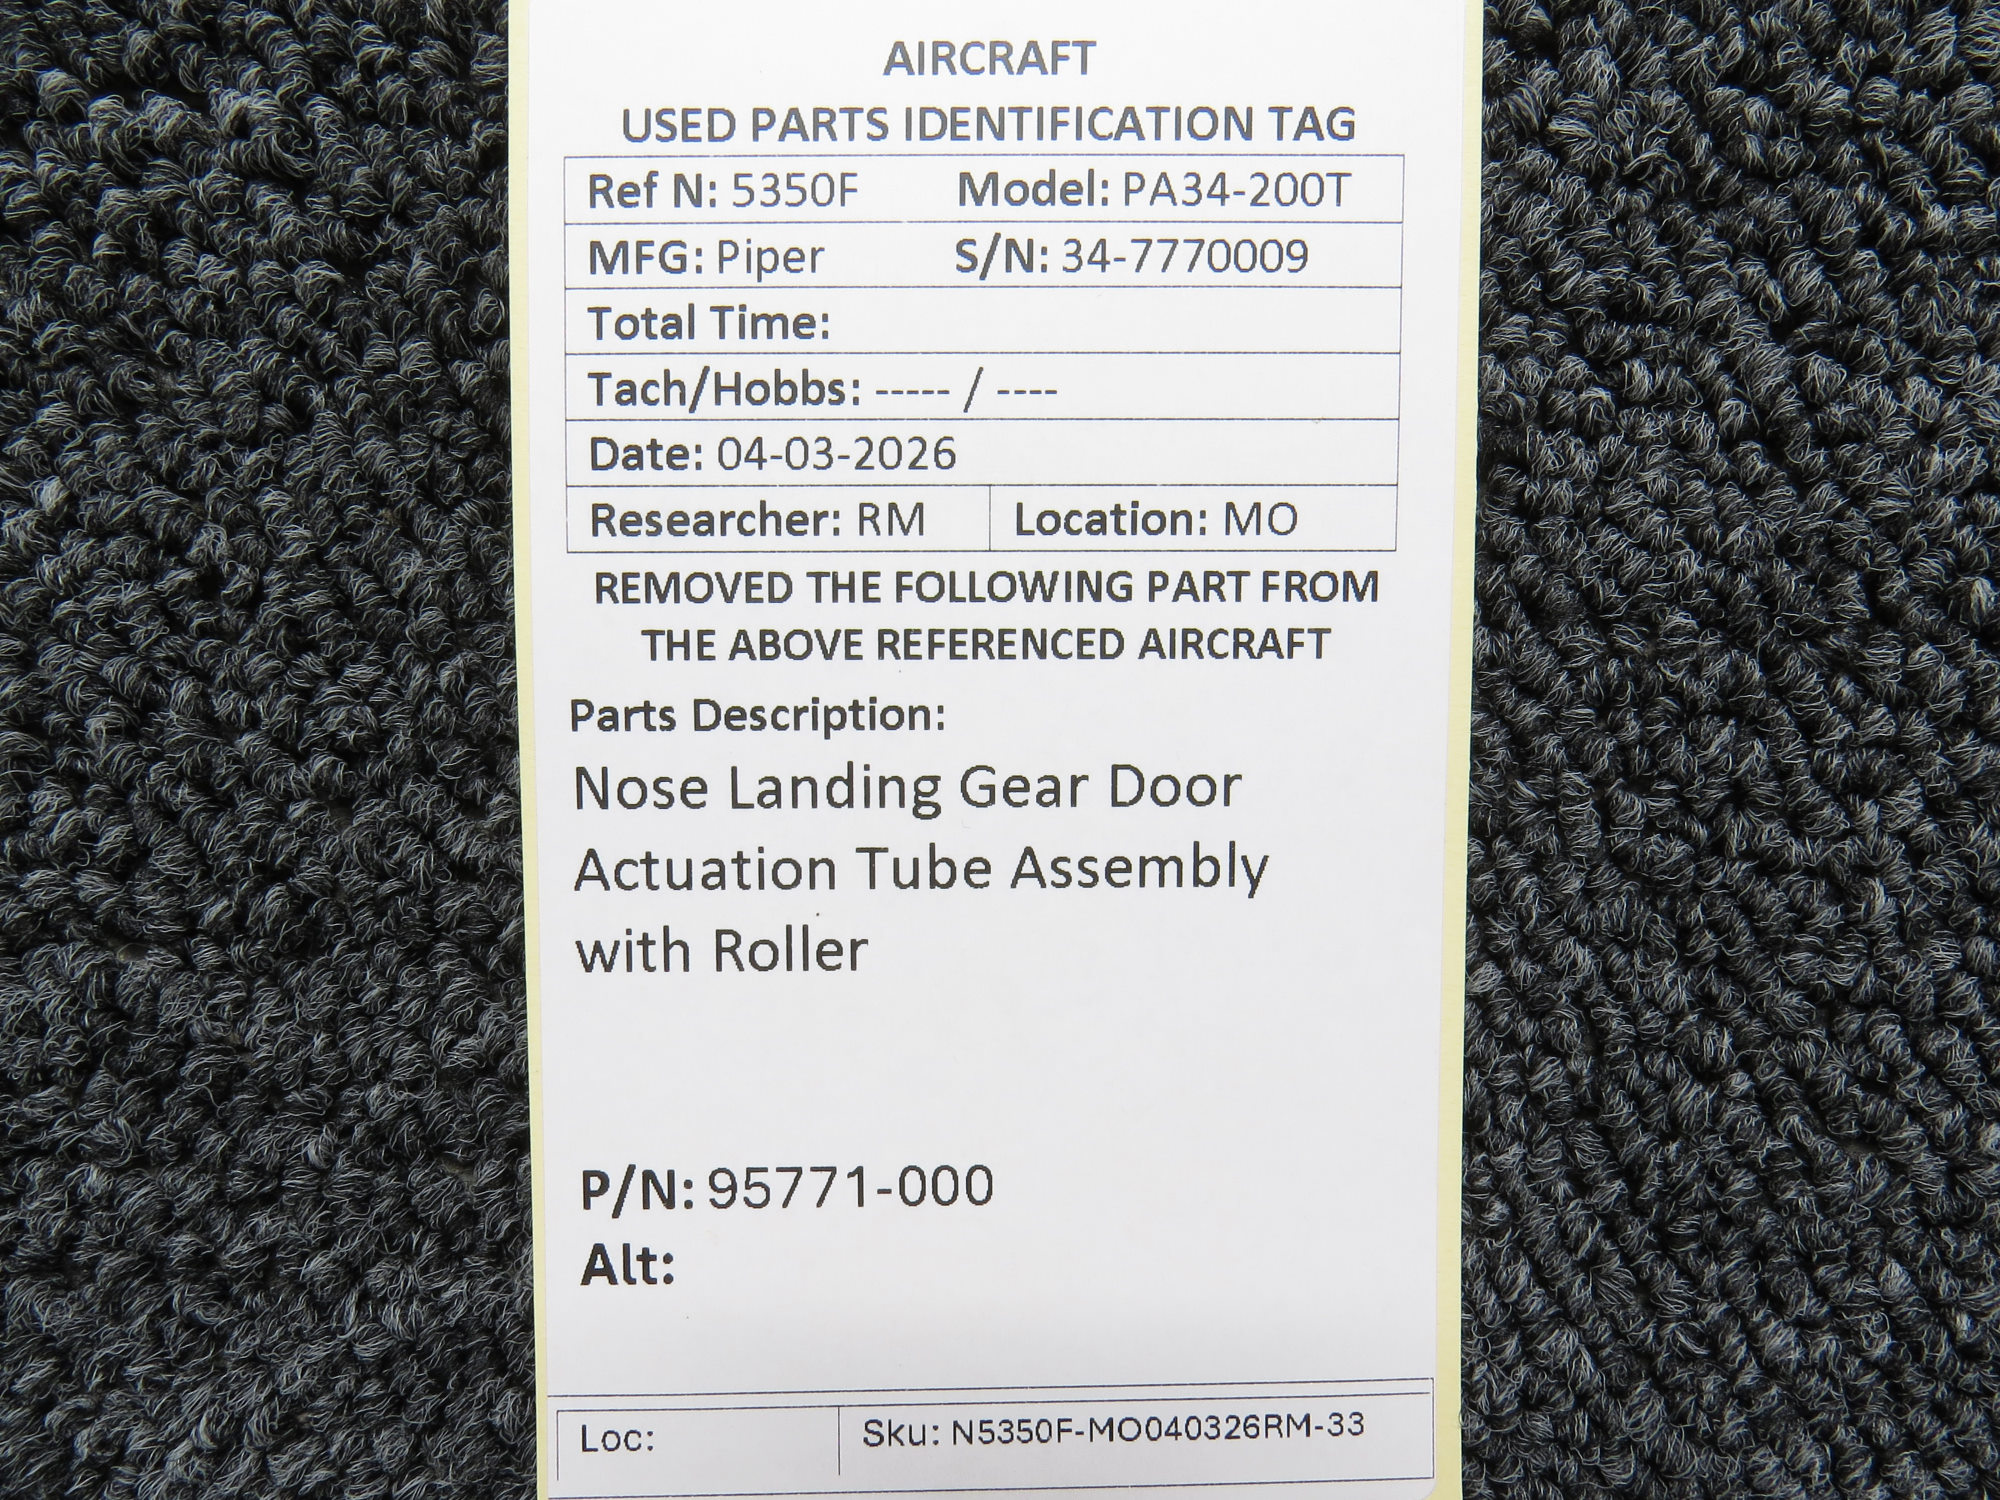 AIRCRAFT
USED PARTS IDENTIFICATION TAG
Ref N: 5350F Model: PA34-200T
MFG: Piper S/N: 34-7770009
Total Time:
Tach/Hobbs: ----- / ----
Date: 04-03-2026
Researcher: RM Location: MO
REMOVED THE FOLLOWING PART FROM
THE ABOVE REFERENCED AIRCRAFT
Parts Description:
Nose Landing Gear Door
Actuation Tube Assembly
with Roller
P/N: 95771-000
Alt:
Loc: Sku: N5350F-MO040326RM-33